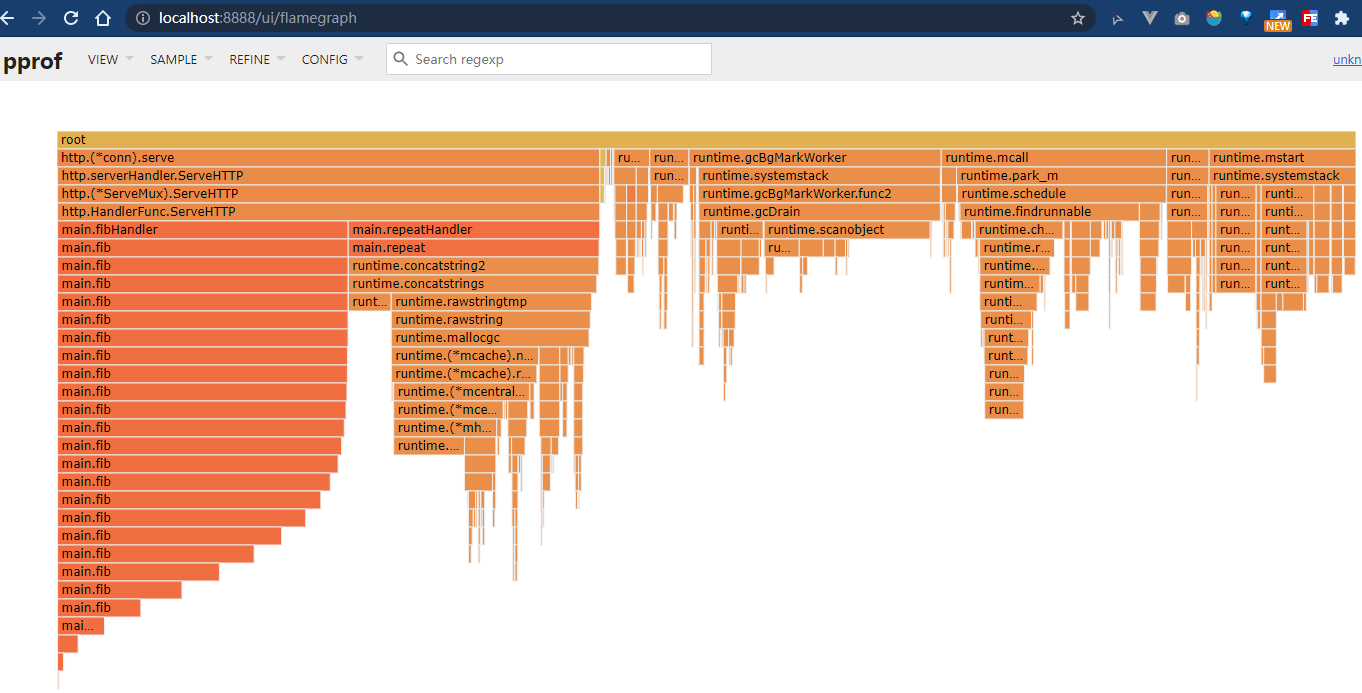 localhost:8888/ui/flamegraph
NEW FE
pprof VIEW SAMPLE REFINE CONFIG Search regexp unkn
root
http.(*conn).serve ru... run... runtime.gcBgMarkWorker runtime.mcall run... runtime.mstart
http.serverHandler.ServeHTTP run... runtime.systemstack runtime.park_m run... runtime.systemstack
http.(*ServeMux).ServeHTTP runtime.gcBgMarkWorker.func2 runtime.schedule run... run... runti...
http.HandlerFunc.ServeHTTP runtime.gcDrain runtime.findrunnable run... run... runt...
main.fibHandler main.repeatHandler runti... runtime.scanobject runtime.ch... run... runt...
main.fib main.repeat ru... runtime.r... run... runt...
main.fib runtime.concatstring2 runtime.... run... runt...
main.fib runtime.concatstrings runtim... run... runt...
main.fib runt... runtime.rawstringtmp runti...
main.fib runtime.rawstring runti...
main.fib runtime.mallocgc runt...
main.fib runtime.(*mcache).n... runt...
main.fib runtime.(*mcache).r... run...
main.fib runtime.(*mcentral... run...
main.fib runtime.(*mce... run...
main.fib runtime.(*mh...
main.fib runtime....
main.fib
main.fib
main.fib
main.fib
main.fib
main.fib
main.fib
main.fib
main.fib
mai...